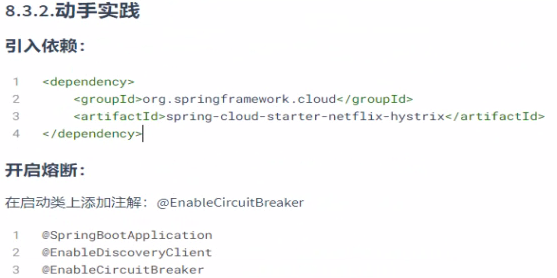 8.3.2.动手实践
引入依赖：
1 <dependency>
2 <groupId>org.springframework.cloud</groupId>
3 <artifactId>spring-cloud-starter-netflix-hystrix</artifactId>
4 </dependency>
开启熔断：
在启动类上添加注解：@EnableCircuitBreaker
1 @SpringBootApplication
2 @EnableDiscoveryClient
3 @EnableCircuitBreaker